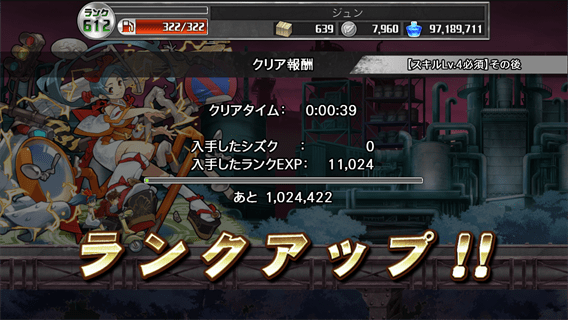 ランク
612
322/322
ジュン
639
7,960
97,189,711
クリア報酬
【スキルLv.4必須】その後
クリアタイム： 0:00:39
入手したシズク ： 0
入手したランクEXP： 11,024
あと 1,024,422
ランクアップ!!